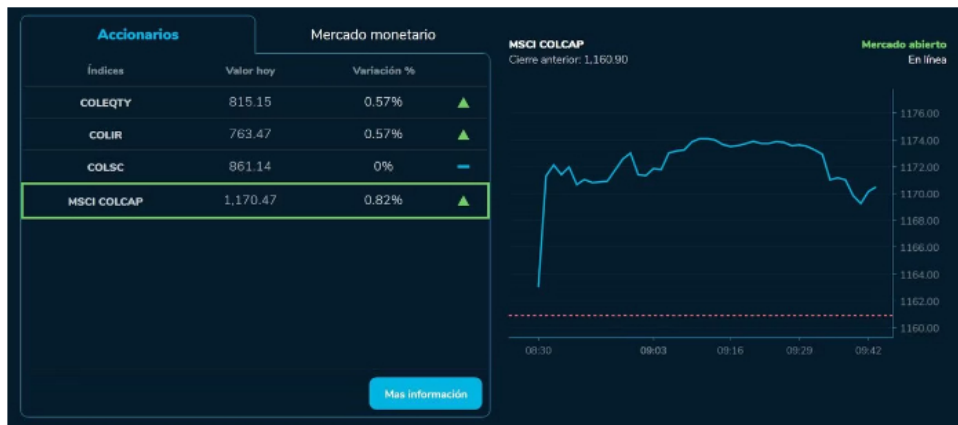 Accionarios
Mercado monetario
Índices Valor hoy Variación %
COLEQTY 815.15 0.57%
COLIR 763.47 0.57%
COLSC 861.14 0%
MSCI COLCAP 1,170.47 0.82%
Mas información
MSCI COLCAP
Cierre anterior: 1,160.90
Mercado abierto
En línea
1176.00
1174.00
1172.00
1170.00
1168.00
1166.00
1164.00
1162.00
1160.00
08:30 09:03 09:16 09:29 09:42